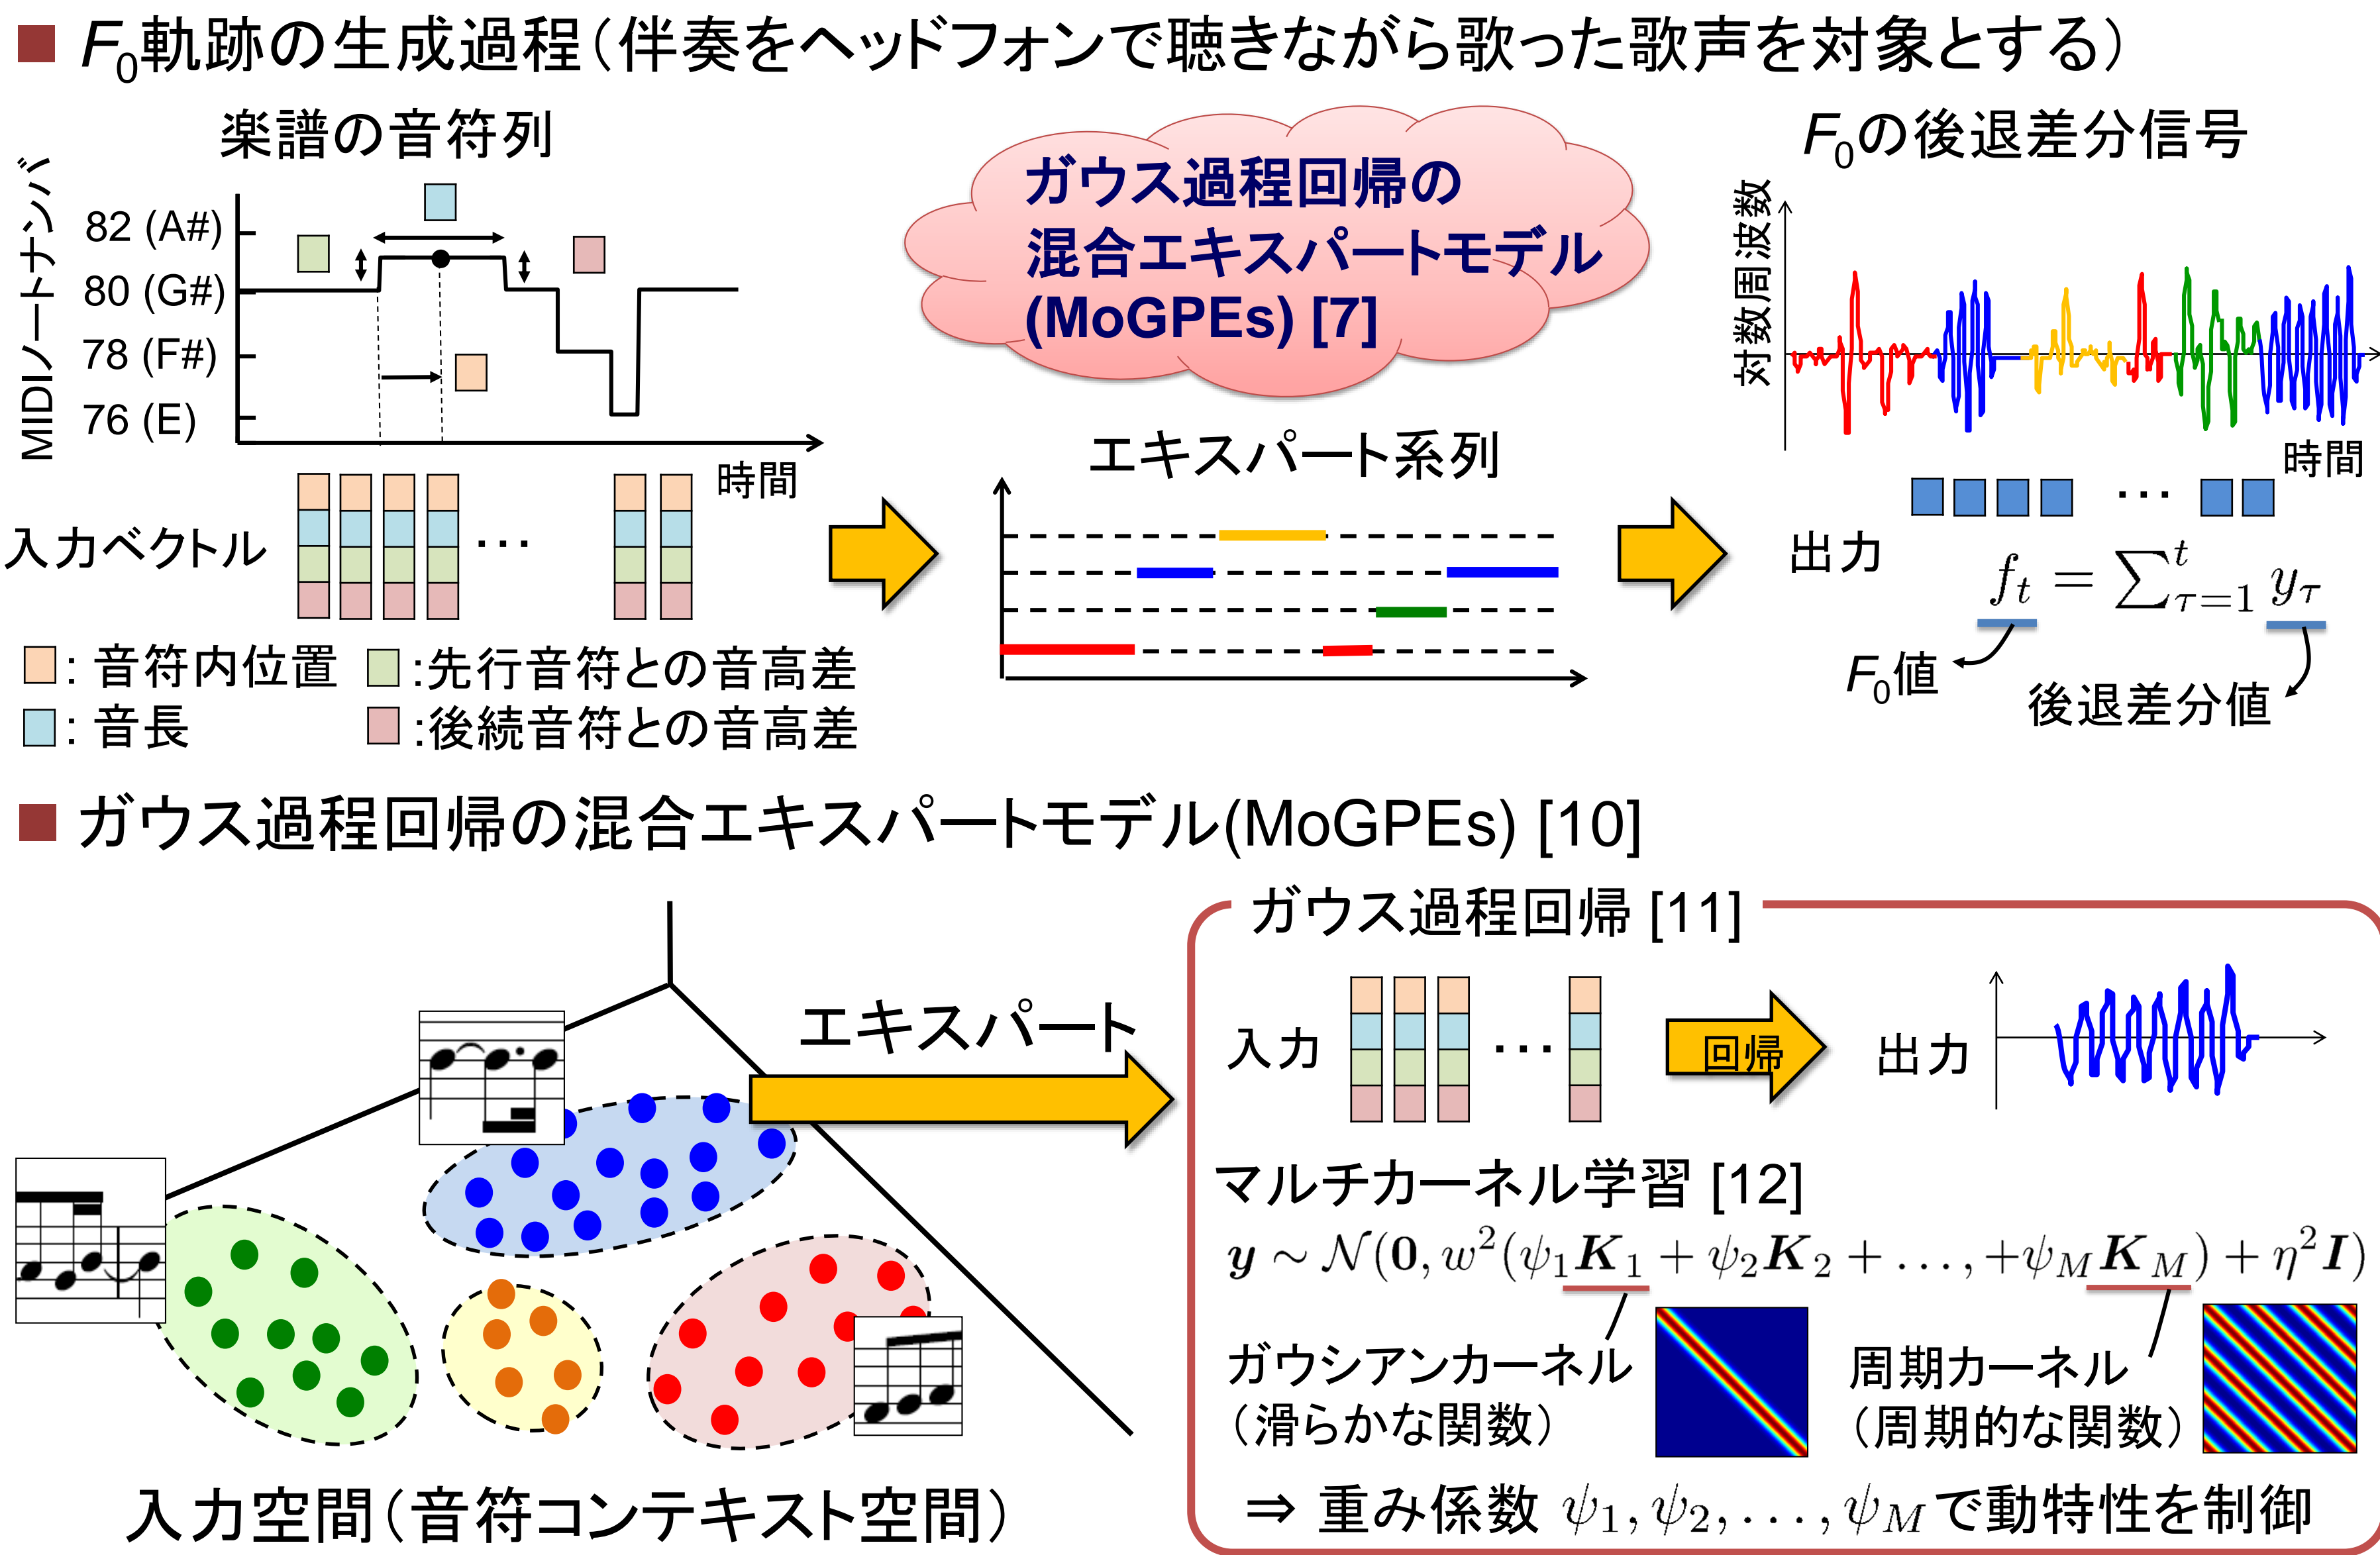 F0軌跡の生成過程（伴奏をヘッドフォンで聴きながら歌った歌声を対象とする）
楽譜の音符列
MIDIノートナンバ
82 (A#)
80 (G#)
78 (F#)
76 (E)
時間
入力ベクトル
…
: 音符内位置
:先行音符との音高差
: 音長
:後続音符との音高差
ガウス過程回帰の
混合エキスパートモデル
(MoGPEs) [7]
エキスパート系列
F0の後退差分信号
対数周波数
時間
…
出力
f_t = ∑_{τ=1}^{t} y_τ
F0値
後退差分値
ガウス過程回帰の混合エキスパートモデル(MoGPEs) [10]
エキスパート
入力空間（音符コンテキスト空間）
ガウス過程回帰 [11]
入力
…
回帰
出力
マルチカーネル学習 [12]
y ∼ N(0, w²(ψ₁K₁ + ψ₂K₂ + . . . , +ψ_M K_M) + η²I)
ガウシアンカーネル
（滑らかな関数）
周期カーネル
（周期的な関数）
⇒ 重み係数 ψ₁, ψ₂, . . . , ψ_M で動特性を制御